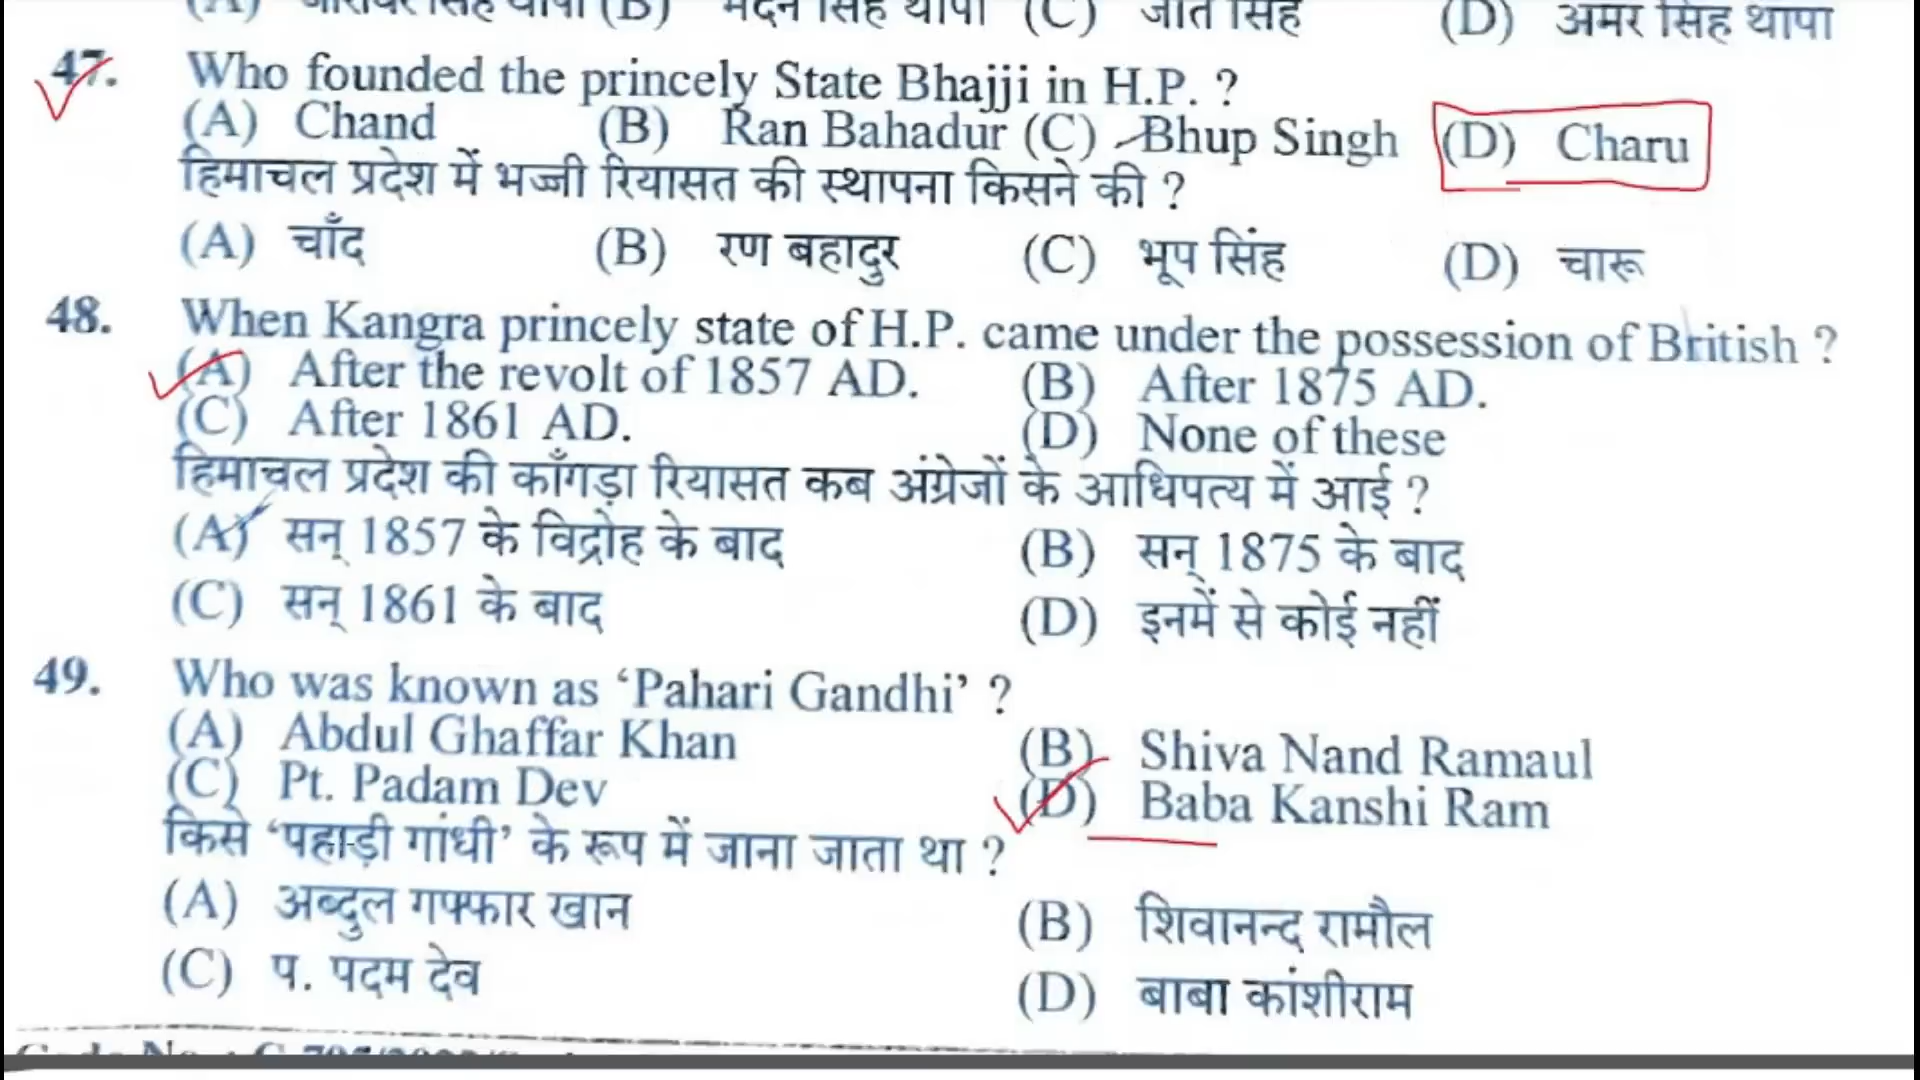 (D) अमर सिंह थापा
47. Who founded the princely State Bhajji in H.P. ?
(A) Chand (B) Ran Bahadur (C) Bhup Singh (D) Charu
हिमाचल प्रदेश में भज्जी रियासत की स्थापना किसने की ?
(A) चाँद (B) रण बहादुर (C) भूप सिंह (D) चारू
48. When Kangra princely state of H.P. came under the possession of British ?
(A) After the revolt of 1857 AD. (B) After 1875 AD.
(C) After 1861 AD. (D) None of these
हिमाचल प्रदेश की काँगड़ा रियासत कब अंग्रेजों के आधिपत्य में आई ?
(A) सन् 1857 के विद्रोह के बाद (B) सन् 1875 के बाद
(C) सन् 1861 के बाद (D) इनमें से कोई नहीं
49. Who was known as ‘Pahari Gandhi’ ?
(A) Abdul Ghaffar Khan (B) Shiva Nand Ramaul
(C) Pt. Padam Dev (D) Baba Kanshi Ram
किसे ‘पहाड़ी गांधी’ के रूप में जाना जाता था ?
(A) अब्दुल गफ्फार खान (B) शिवानन्द रामौल
(C) प. पदम देव (D) बाबा कांशीराम